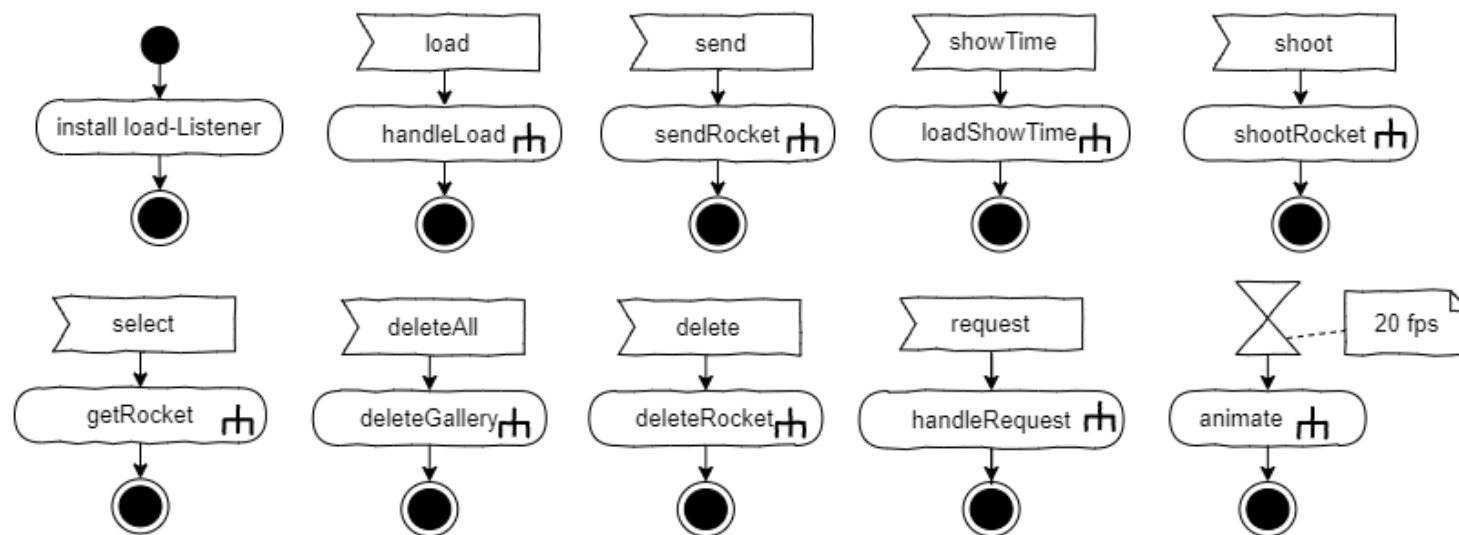 load
send
showTime
shoot
install load-Listener
handleLoad
sendRocket
loadShowTime
shootRocket
select
deleteAll
delete
request
20 fps
getRocket
deleteGallery
deleteRocket
handleRequest
animate